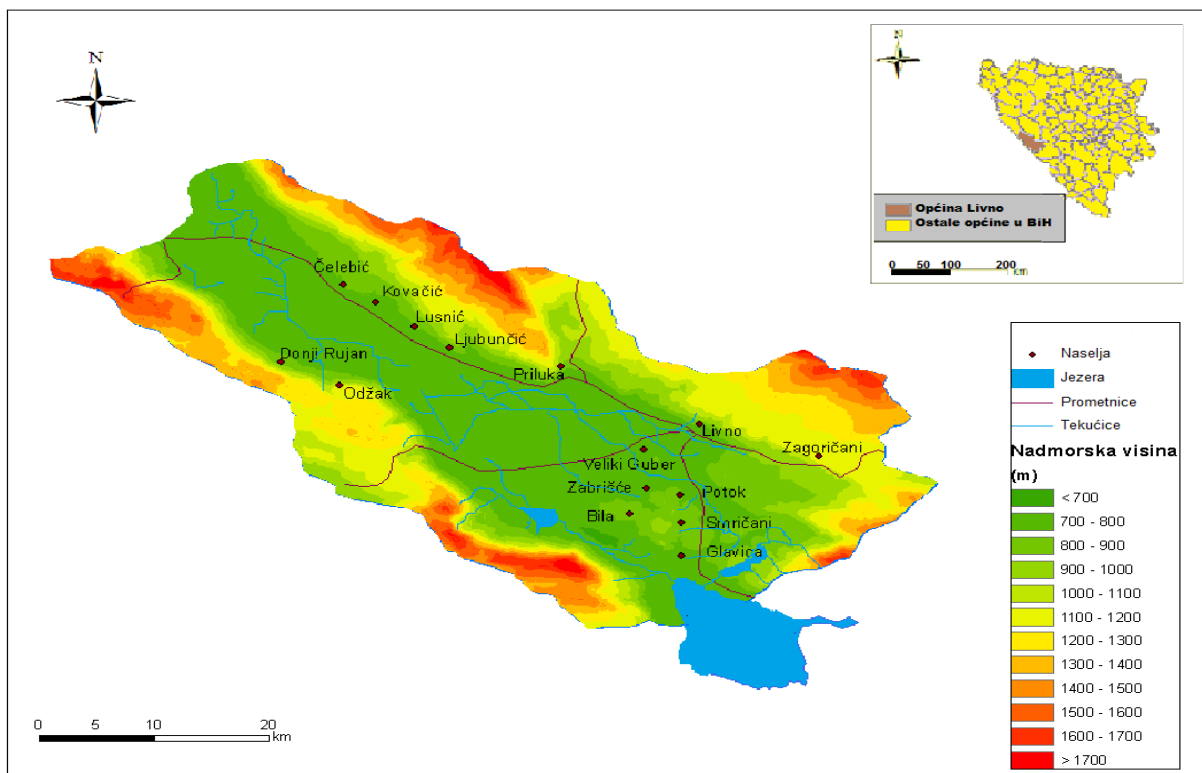 N
N
Općina Livno
Ostale općine u BiH
0 50 100 200
km
Čelebić
Kovačić
Lusnić
Ljubunčić
Donji Rujan
Priluka
Odžak
Livno
Zagoričani
Veliki Guber
Zabrišće
Potok
Bila
Smričani
Glavica
Naselja
Jezera
Prometnice
Tekućice
Nadmorska visina
(m)
< 700
700 - 800
800 - 900
900 - 1000
1000 - 1100
1100 - 1200
1200 - 1300
1300 - 1400
1400 - 1500
1500 - 1600
1600 - 1700
> 1700
0 5 10 20
km